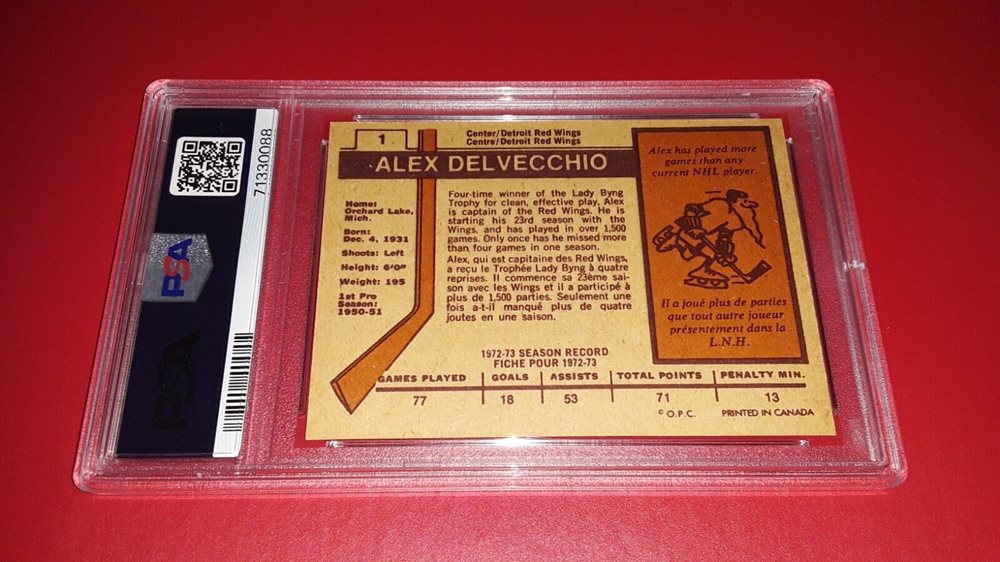 71330088
PSA
PSA
1
Center/Detroit Red Wings
Centre/Detroit Red Wings
ALEX DELVECCHIO
Home:
Orchard Lake,
Mich.
Born:
Dec. 4, 1931
Shoots: Left
Height: 6'0"
Weight: 195
1st Pro
Season:
1950-51
Four-time winner of the Lady Byng
Trophy for clean, effective play, Alex
is captain of the Red Wings. He is
starting his 23rd season with the
Wings, and has played in over 1,500
games. Only once has he missed more
than four games in one season.
Alex, qui est capitaine des Red Wings,
a reçu le Trophée Lady Byng à quatre
reprises. Il commence sa 23ème sai-
son avec les Wings et il a participé à
plus de 1,500 parties. Seulement une
fois a-t-il manqué plus de quatre
joutes en une saison.
Alex has played more
games than any
current NHL player.
Il a joué plus de parties
que tout autre joueur
présentement dans la
L.N.H.
1972-73 SEASON RECORD
FICHE POUR 1972-73
GAMES PLAYED GOALS ASSISTS TOTAL POINTS PENALTY MIN.
77 18 53 71 13
© O.P.C. PRINTED IN CANADA